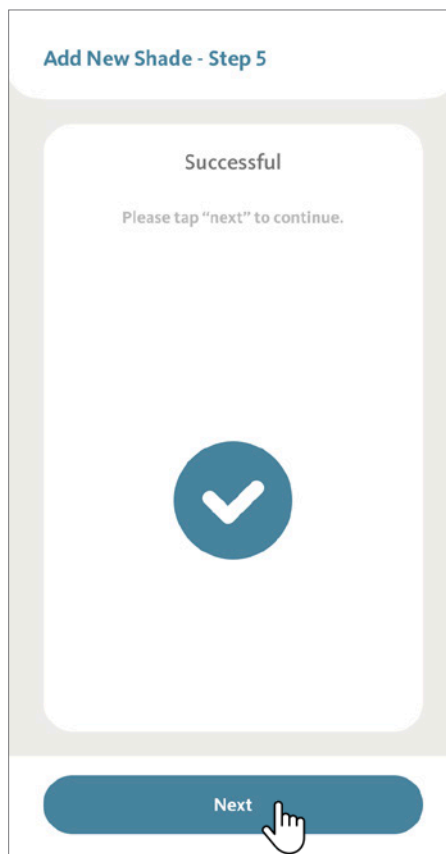 Add New Shade - Step 5
Successful
Please tap “next” to continue.
Next